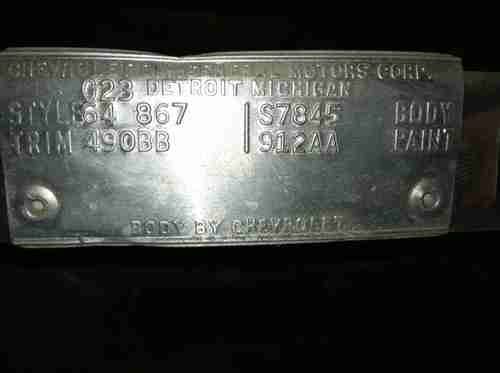 CHEVROLET DIV. GENERAL MOTORS CORP.
C23 DETROIT MICHIGAN
STYLE 64 867 S7845 BODY
TRIM 490BB 912AA PAINT
BODY BY CHEVROLET